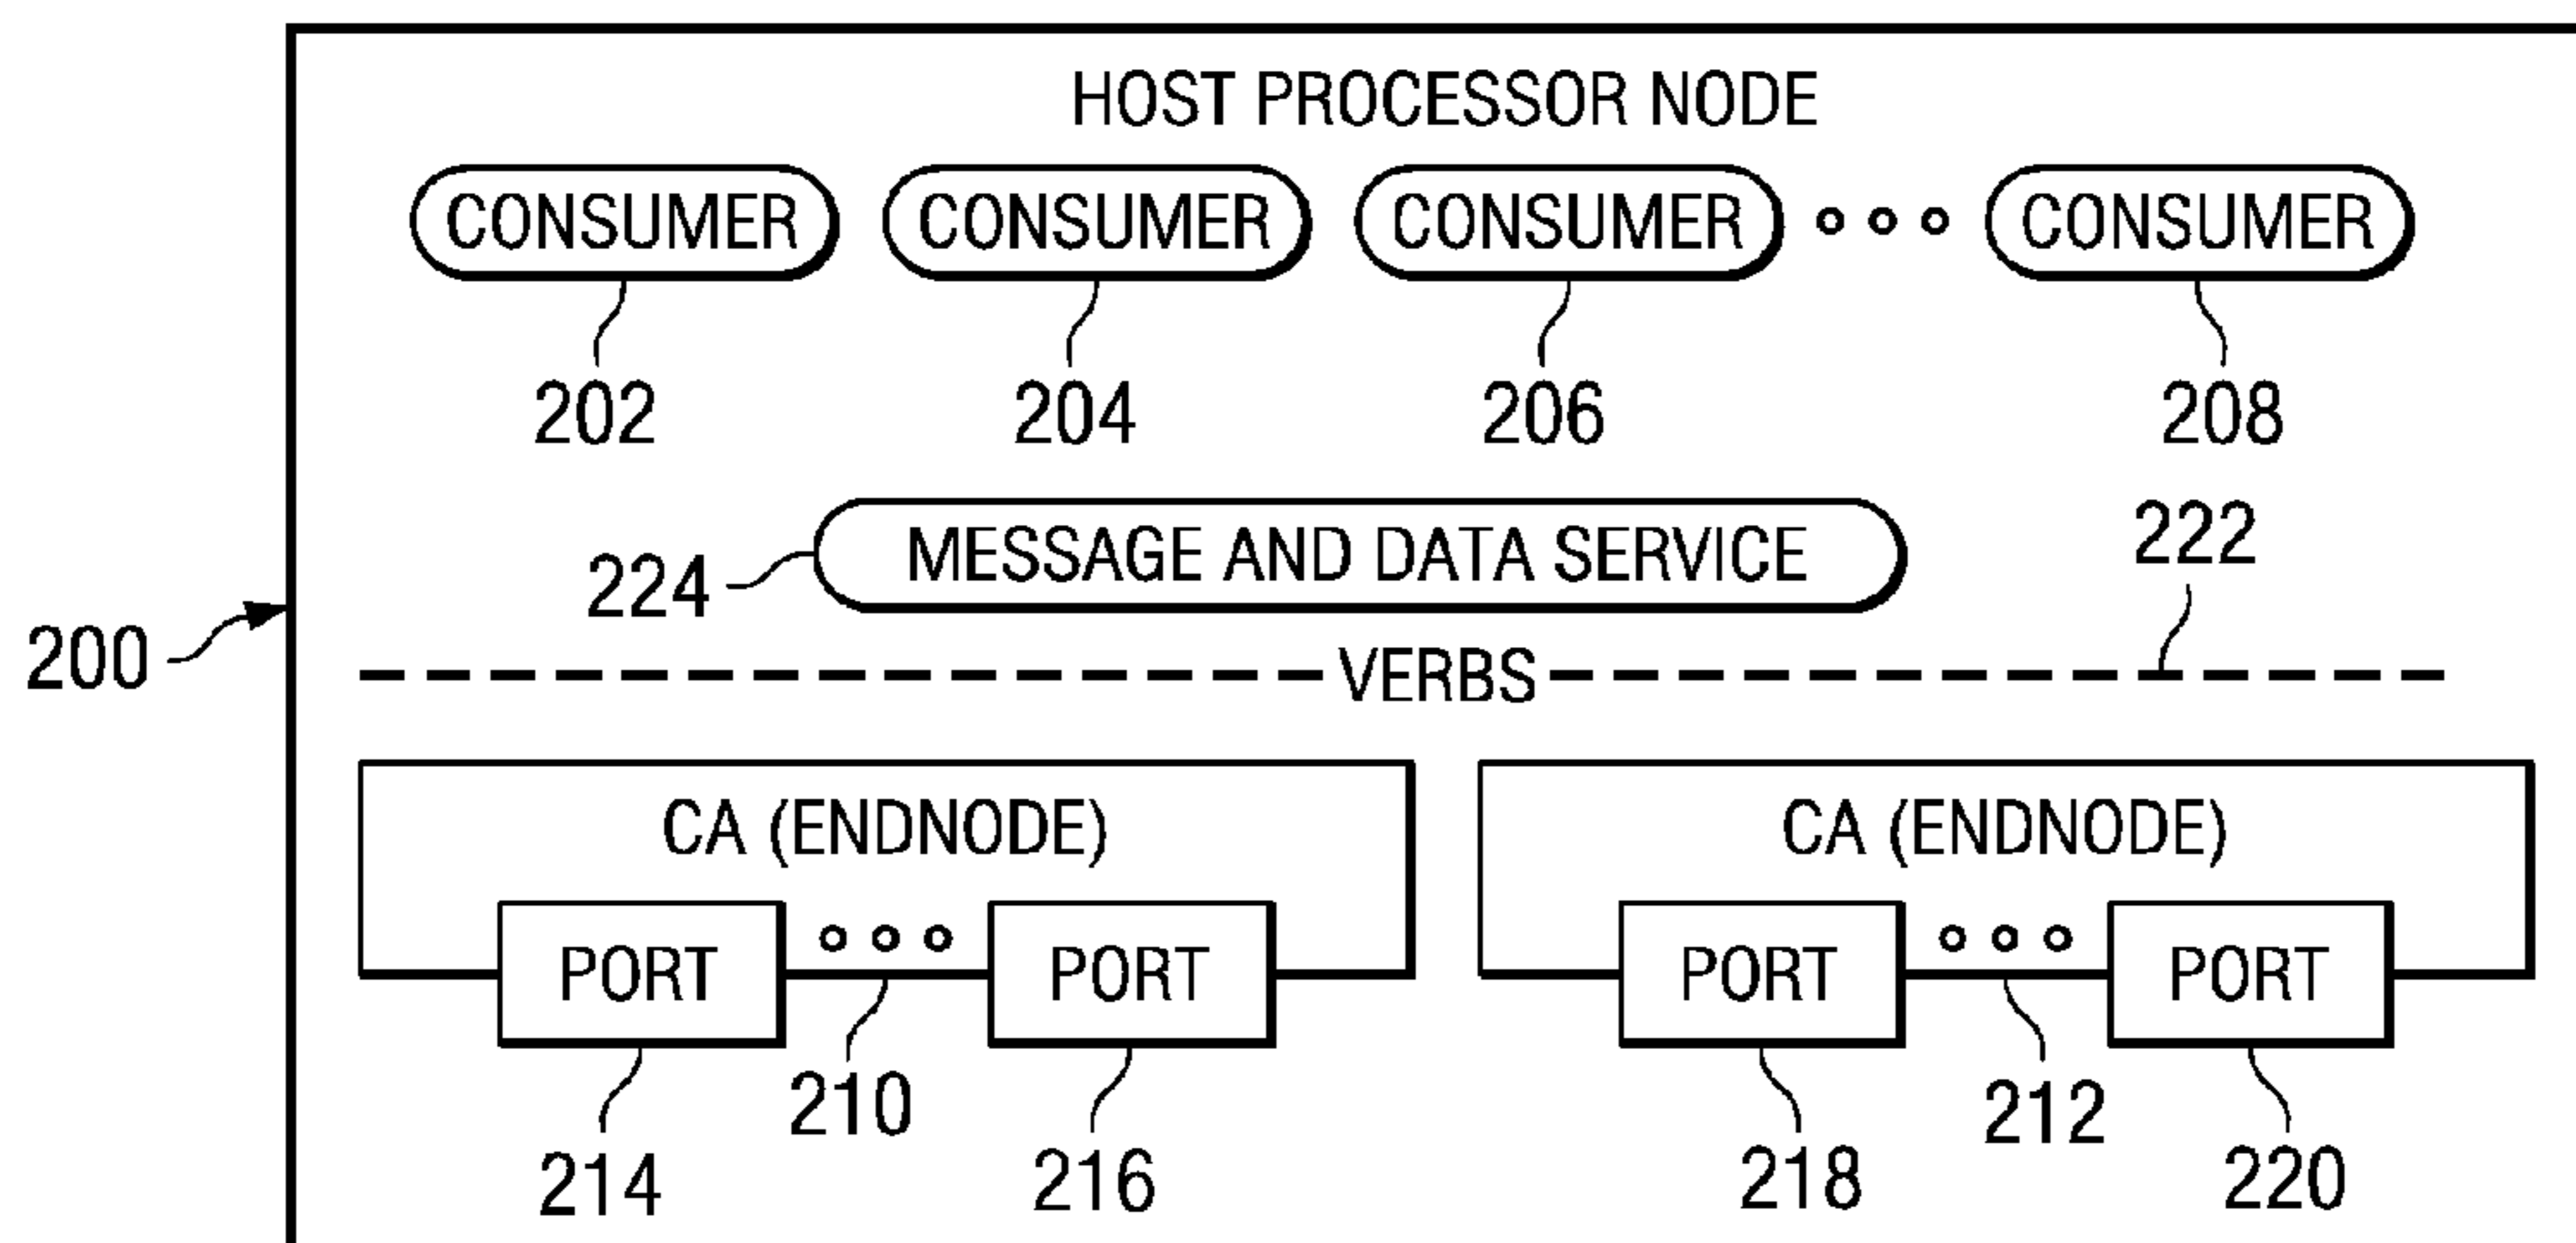 HOST PROCESSOR NODE
CONSUMER CONSUMER CONSUMER CONSUMER
202 204 206 208
MESSAGE AND DATA SERVICE
224
222
200
VERBS
CA (ENDNODE) CA (ENDNODE)
PORT PORT PORT PORT
210 212
214 216 218 220